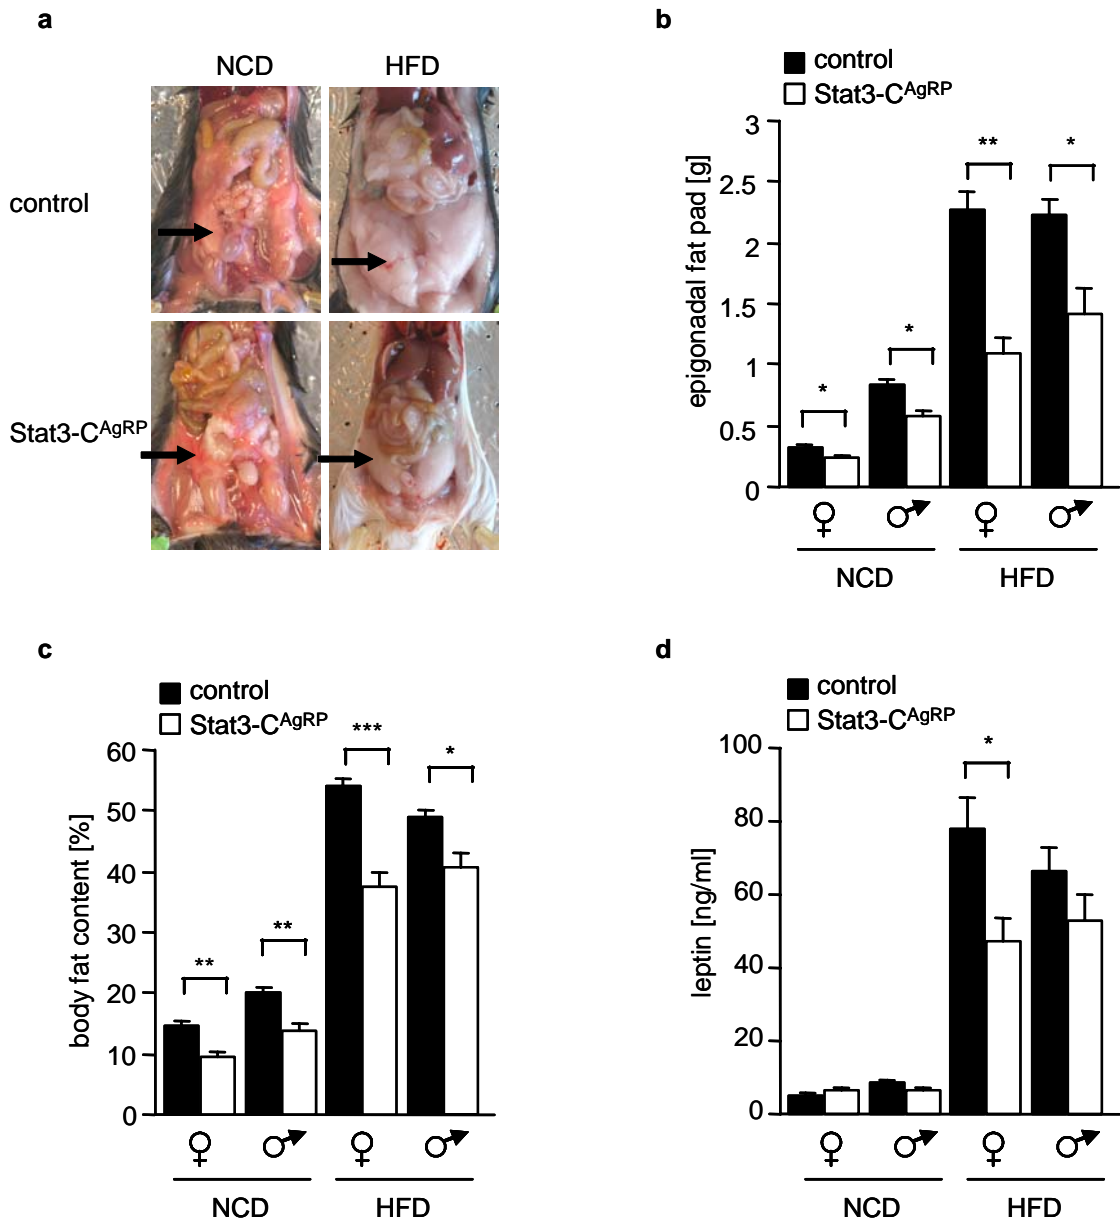 a
NCD HFD
control
Stat3-CAgRP
b
control
Stat3-CAgRP
epigonadal fat pad [g]
3
2.5
2
1.5
1
0.5
0
** *
* *
♀ ♂ ♀ ♂
NCD HFD
c
control
Stat3-CAgRP
body fat content [%]
60
50
40
30
20
10
0
*** *
** **
♀ ♂ ♀ ♂
NCD HFD
d
control
Stat3-CAgRP
leptin [ng/ml]
100
80
60
40
20
0
*
♀ ♂ ♀ ♂
NCD HFD